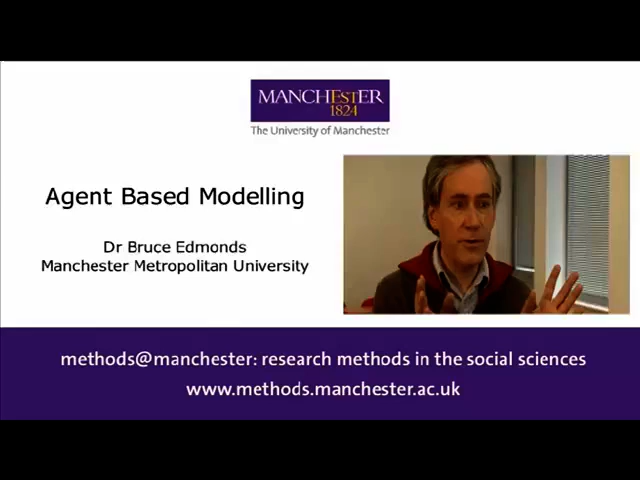 MANCHESTER
1824
The University of Manchester
Agent Based Modelling
Dr Bruce Edmonds
Manchester Metropolitan University
methods@manchester: research methods in the social sciences
www.methods.manchester.ac.uk